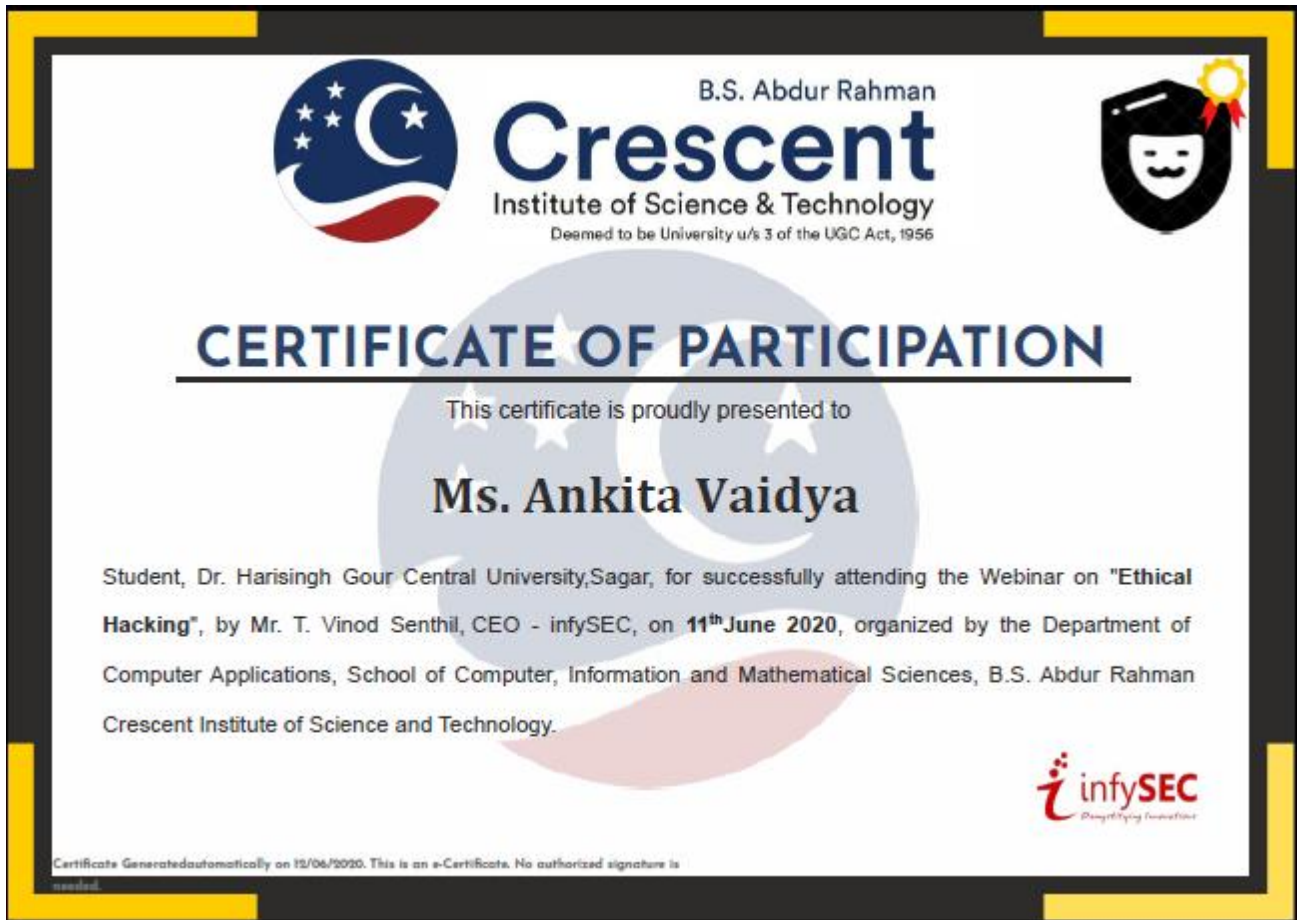 B.S. Abdur Rahman
Crescent
Institute of Science & Technology
Deemed to be University u/s 3 of the UGC Act, 1956
CERTIFICATE OF PARTICIPATION
This certificate is proudly presented to
Ms. Ankita Vaidya
Student, Dr. Harisingh Gour Central University,Sagar, for successfully attending the Webinar on "Ethical
Hacking", by Mr. T. Vinod Senthil, CEO - infySEC, on 11th June 2020, organized by the Department of
Computer Applications, School of Computer, Information and Mathematical Sciences, B.S. Abdur Rahman
Crescent Institute of Science and Technology.
infySEC
Demystifying Innovations
Certificate Generatedautomatically on 12/06/2020. This is an e-Certificate. No authorized signature is
needed.